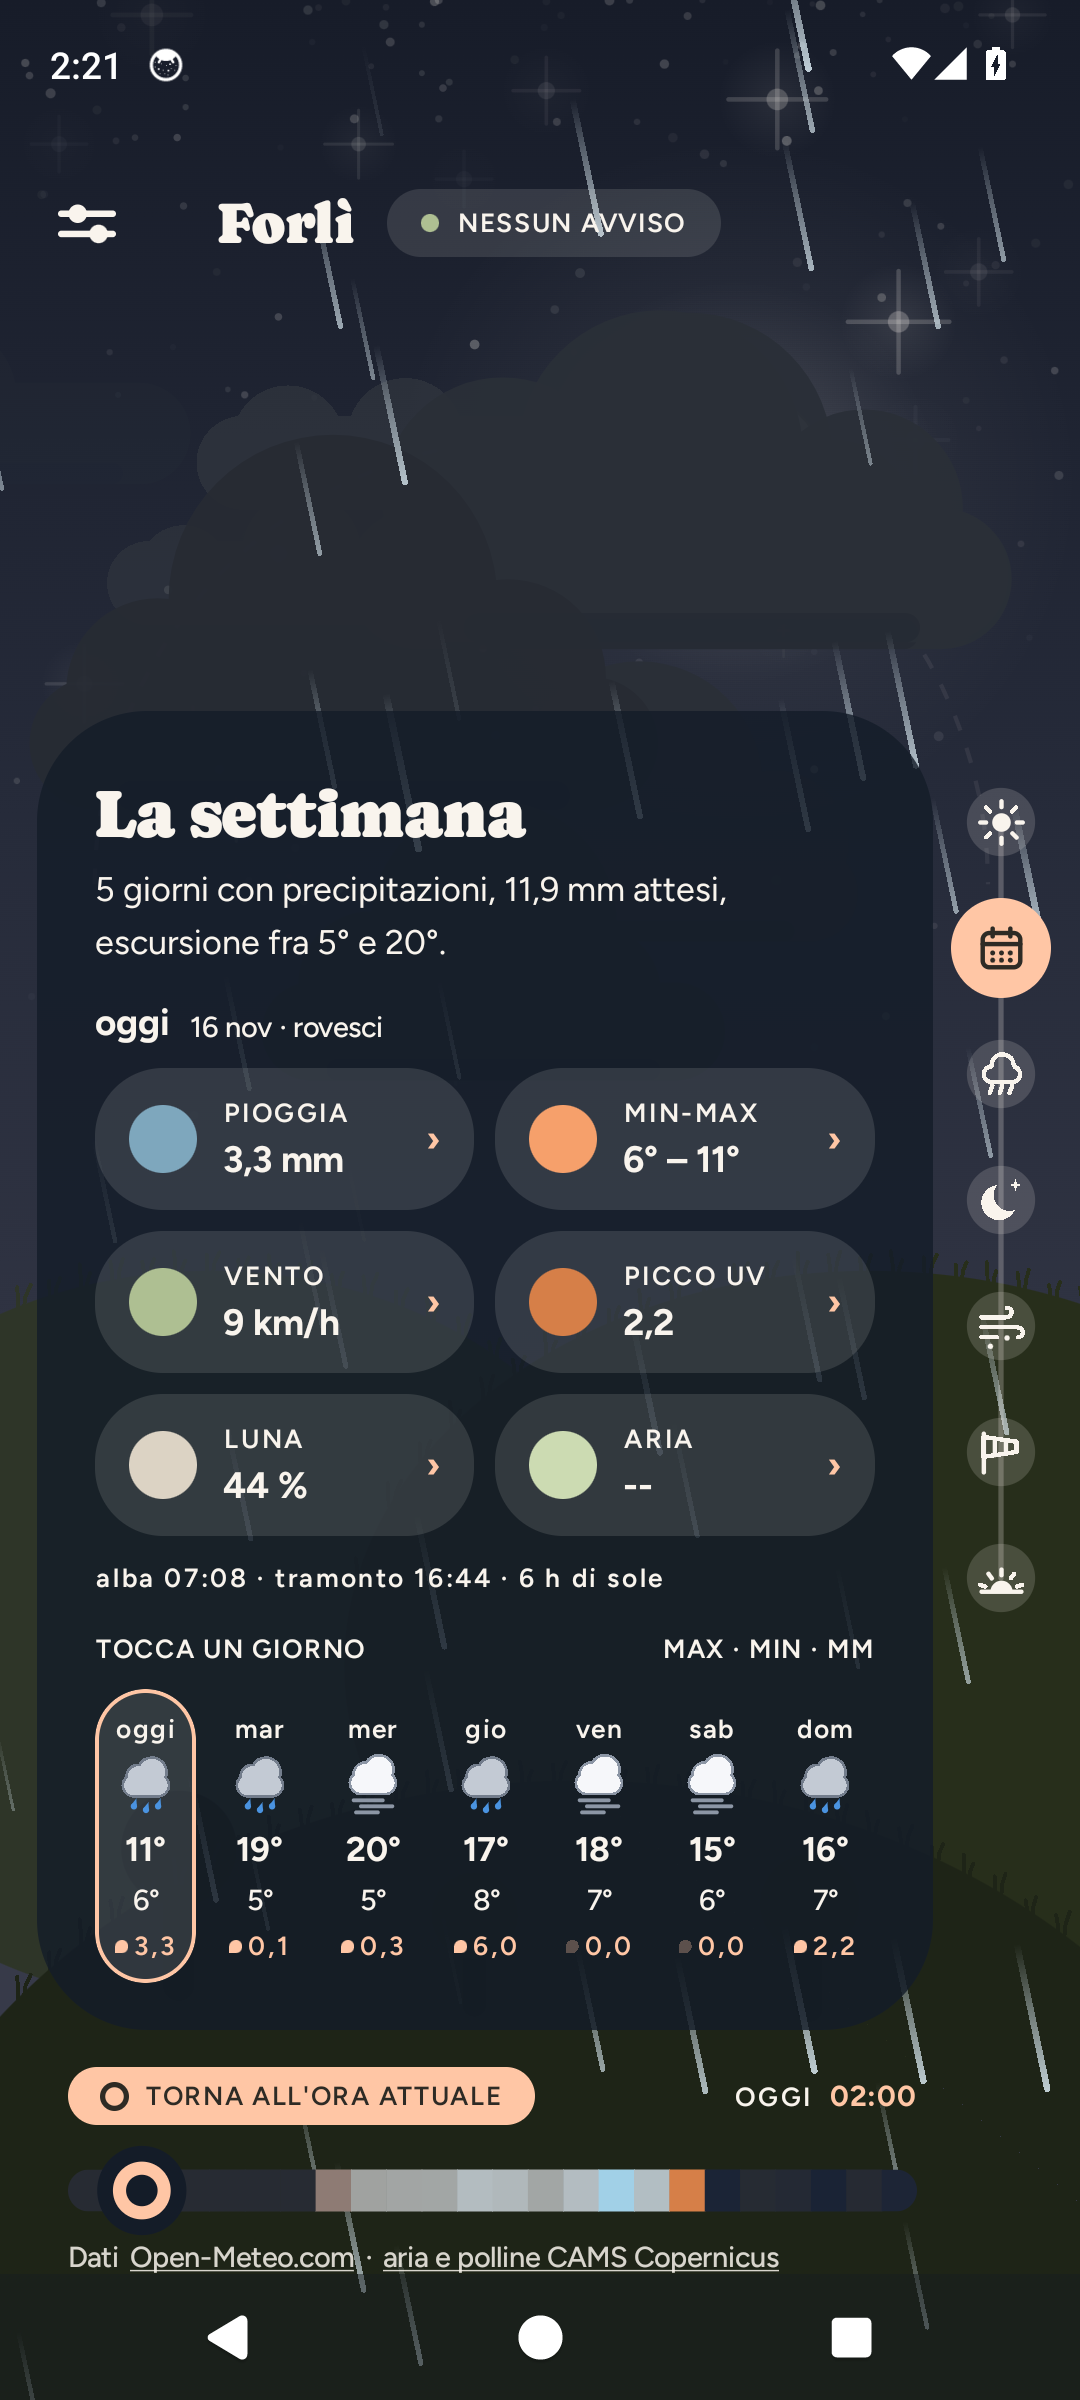 2:21
Forlì
NESSUN AVVISO
La settimana
5 giorni con precipitazioni, 11,9 mm attesi,
escursione fra 5° e 20°.
oggi 16 nov · rovesci
PIOGGIA
3,3 mm
›
MIN-MAX
6° – 11°
›
VENTO
9 km/h
›
PICCO UV
2,2
›
LUNA
44 %
›
ARIA
--
›
alba 07:08 · tramonto 16:44 · 6 h di sole
TOCCA UN GIORNO MAX · MIN · MM
oggi mar mer gio ven sab dom
11° 19° 20° 17° 18° 15° 16°
6° 5° 5° 8° 7° 6° 7°
3,3 0,1 0,3 6,0 0,0 0,0 2,2
TORNA ALL'ORA ATTUALE OGGI 02:00
Dati Open-Meteo.com · aria e polline CAMS Copernicus